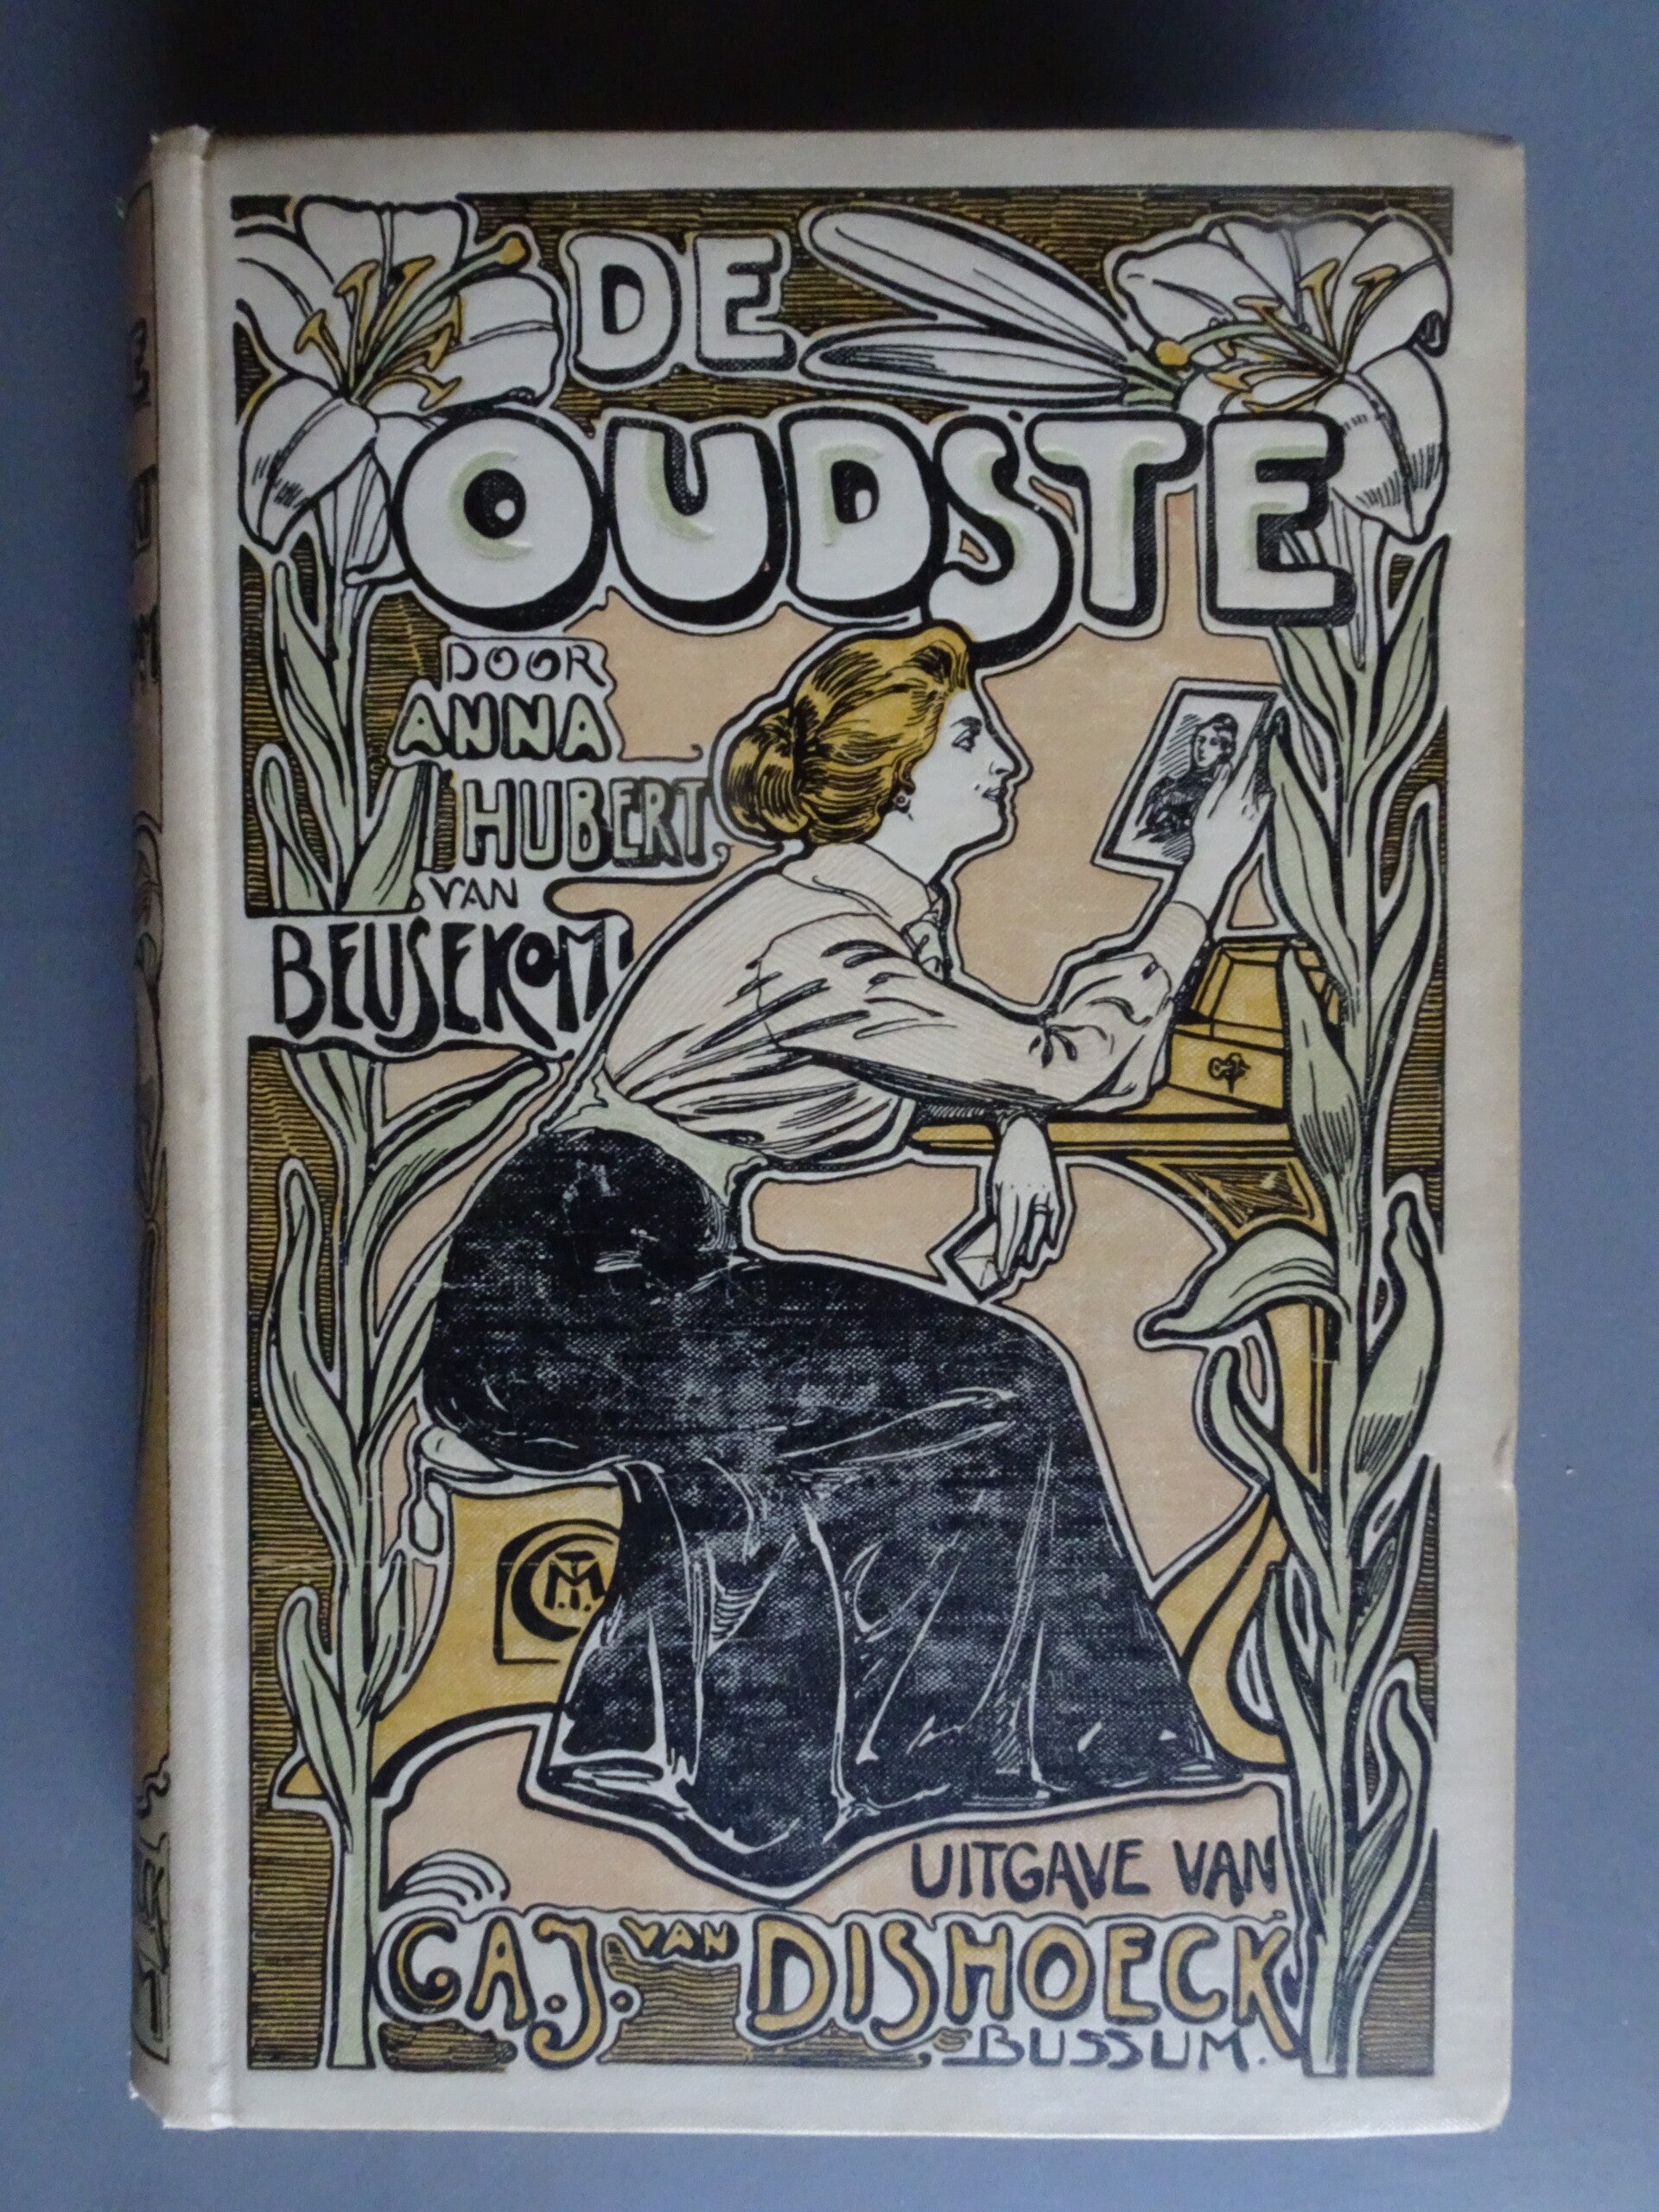 DE
OUDSTE
DOOR
ANNA
HUBERT,
VAN
BEUSEKOM
UITGAVE VAN
C.A.J. VAN DISHOECK
BUSSUM.